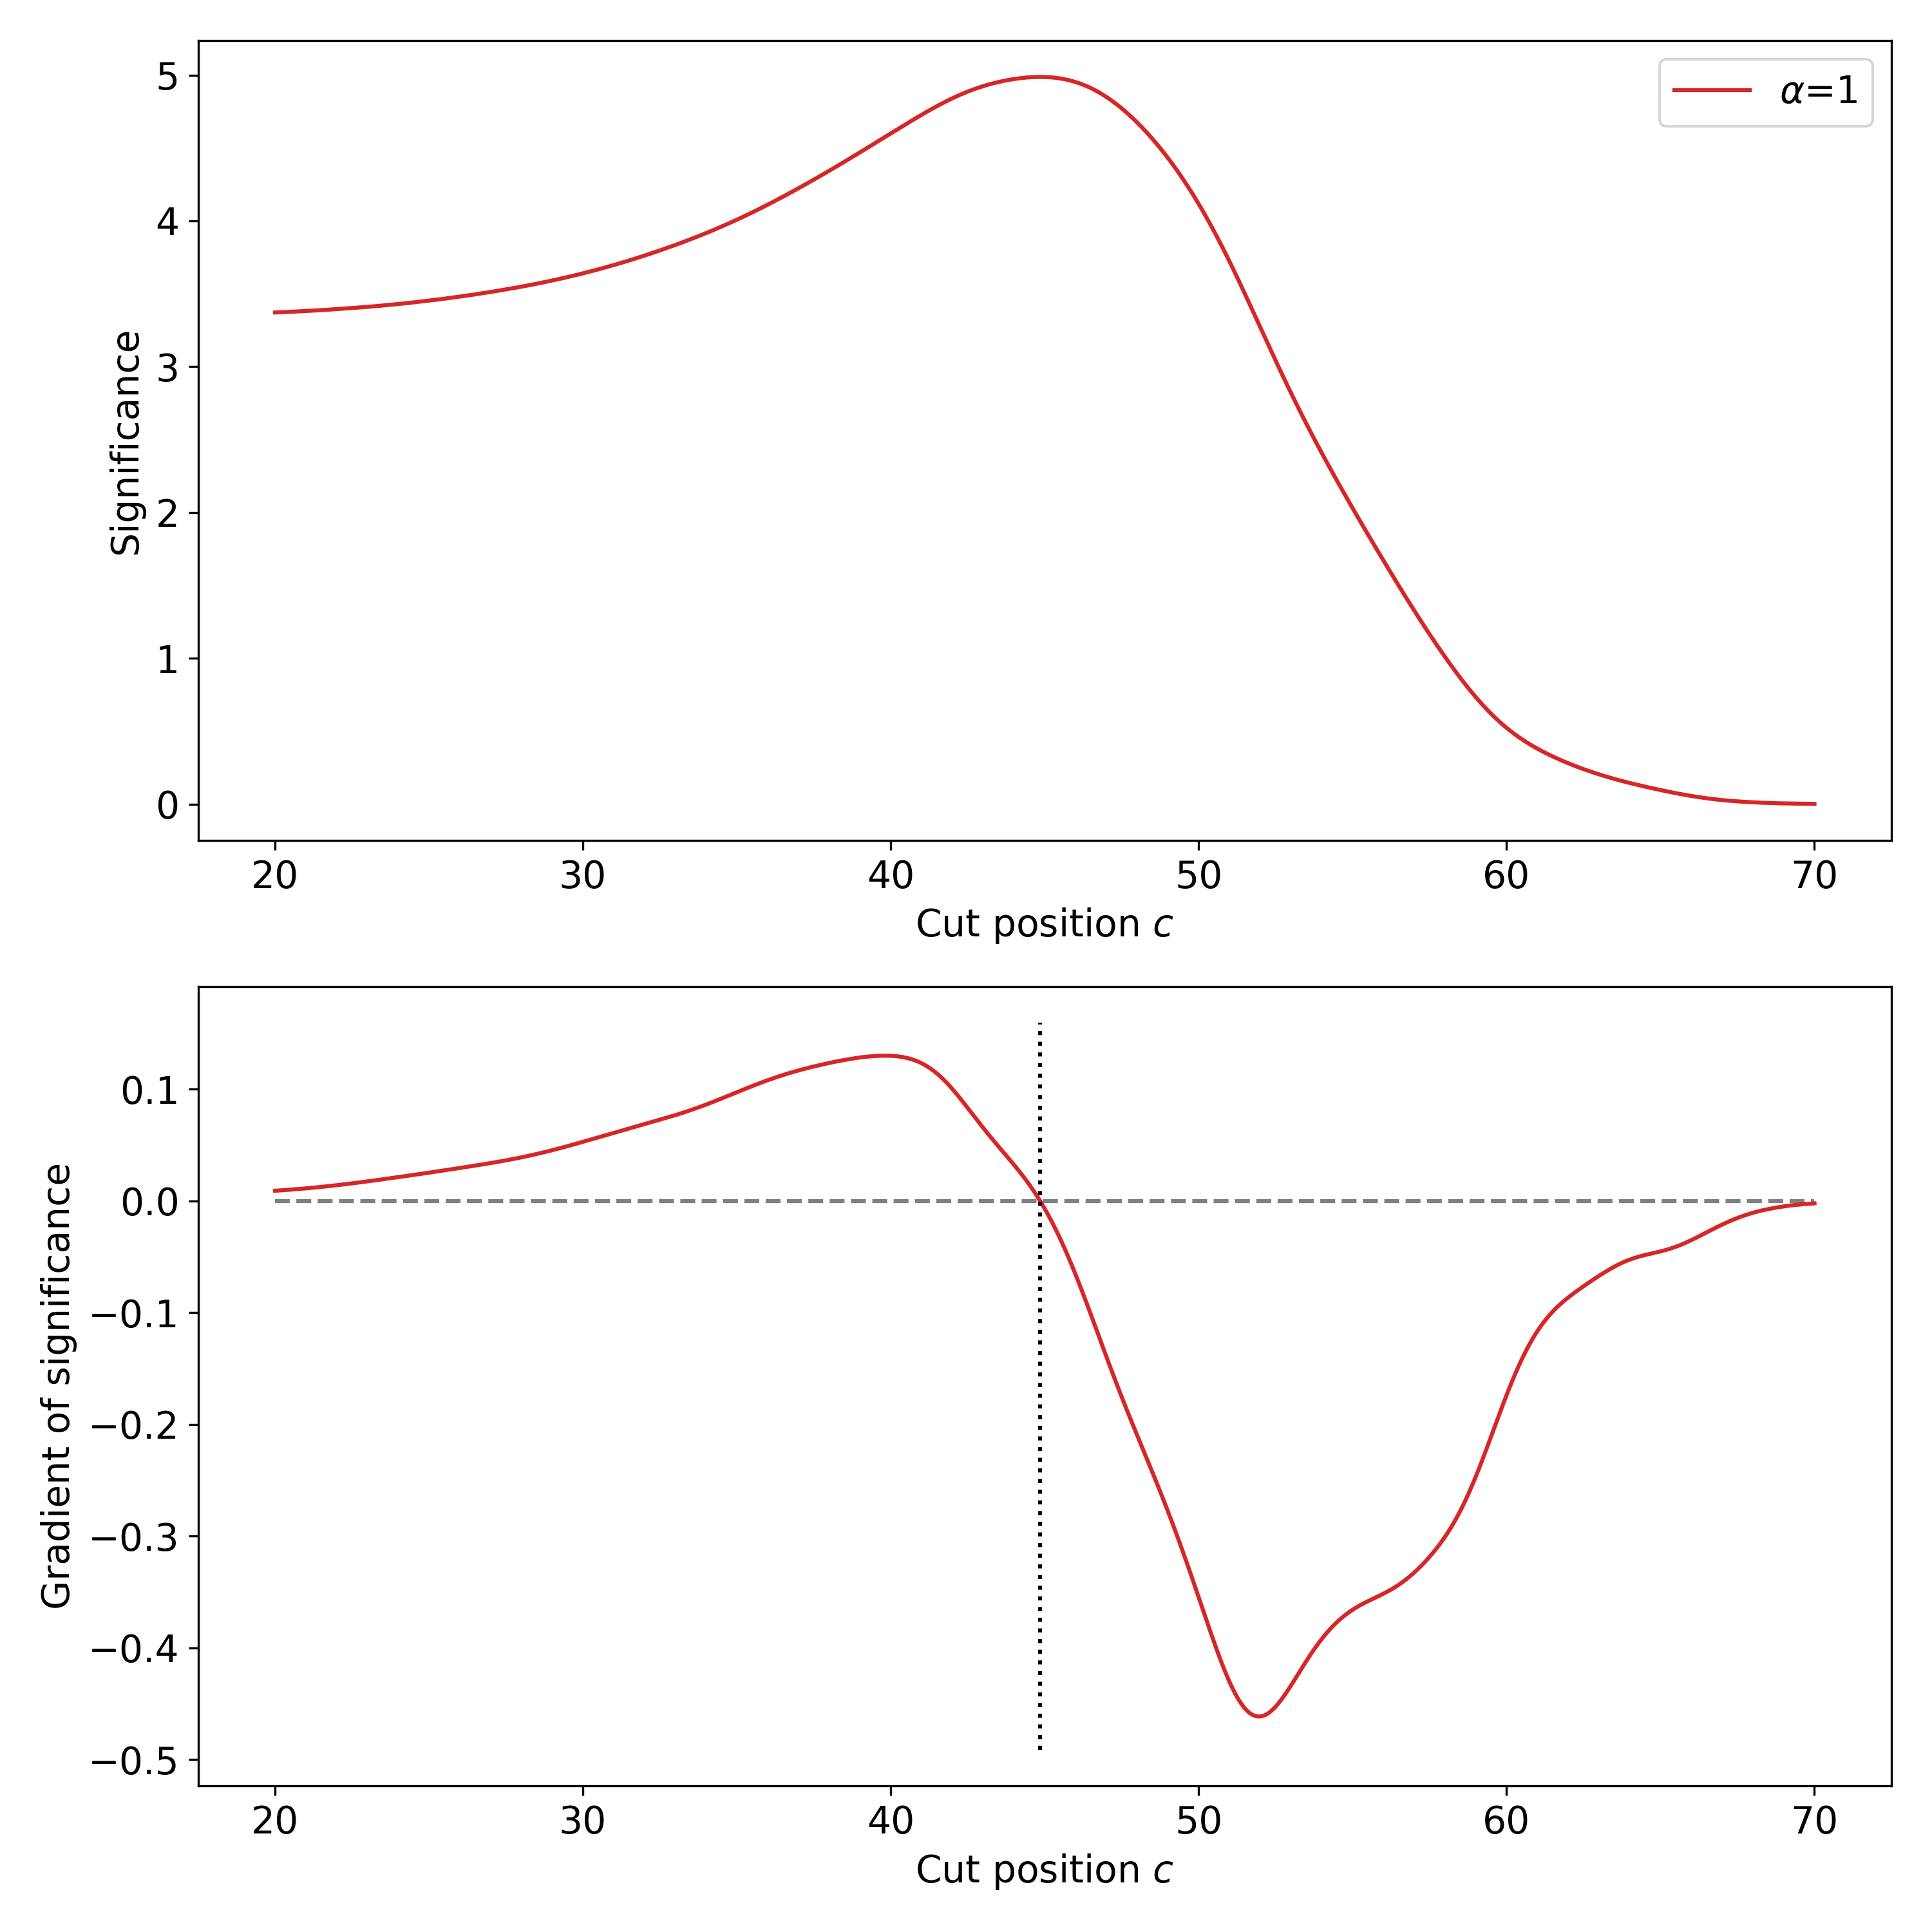 5
4
3
2
1
0
Significance
α=1
20 30 40 50 60 70
Cut position c
0.1
0.0
−0.1
−0.2
−0.3
−0.4
−0.5
Gradient of significance
20 30 40 50 60 70
Cut position c